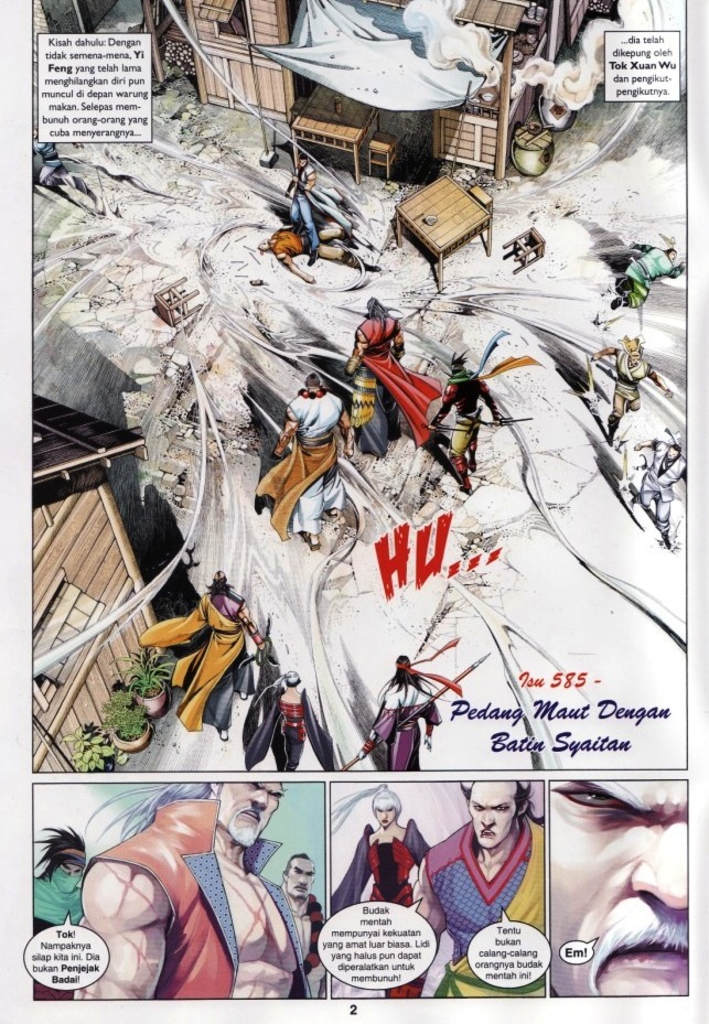 Kisah dahulu: Dengan
tidak semena-mena, Yi
Feng yang telah lama
menghilangkan diri pun
muncul di depan warung
makan. Selepas mem-
bunuh orang-orang yang
cuba menyerangnya...
...dia telah
dikepung oleh
Tok Xuan Wu
dan pengikut-
pengikutnya.
HU...
Isu 585 -
Pedang Maut Dengan
Batin Syaitan
Tok!
Nampaknya
silap kita ini. Dia
bukan Penjejak
Badai!
Budak
mentah
mempunyai kekuatan
yang amat luar biasa. Lidi
yang halus pun dapat
diperalatkan untuk
membunuh!
Tentu
bukan
calang-calang
orangnya budak
mentah ini!
Em!
2